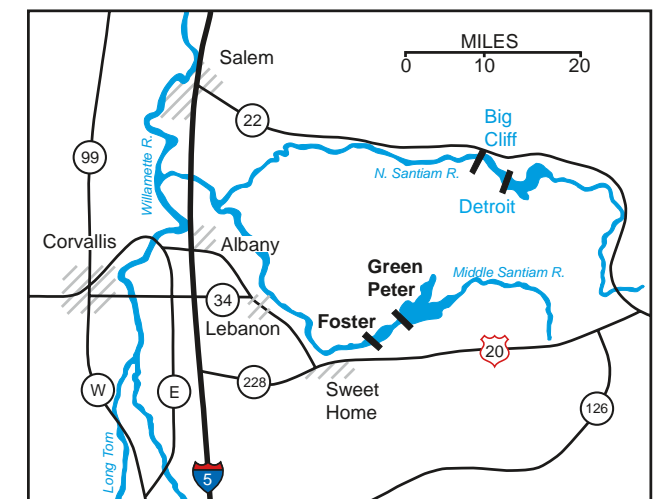 Salem
MILES
0 10 20
22
Big
Cliff
99
Willamette R.
N. Santiam R.
Detroit
Corvallis
Albany
Green
Peter
Middle Santiam R.
34
Lebanon
Foster
20
228
Sweet
Home
W
E
126
Long Tom
5